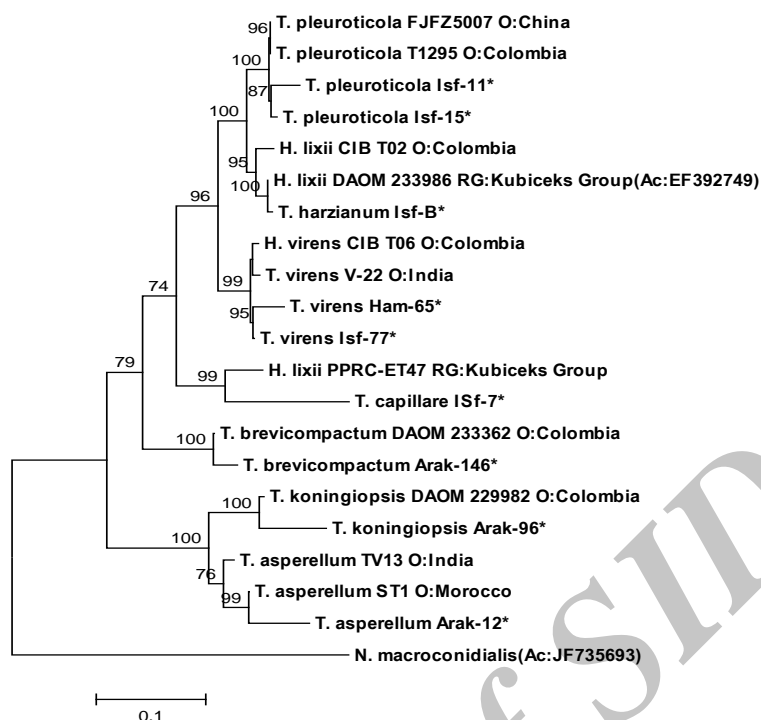 96
T. pleuroticola FJFZ5007 O:China
T. pleuroticola T1295 O:Colombia
100
T. pleuroticola Isf-11*
87
T. pleuroticola Isf-15*
100
H. lixii CIB T02 O:Colombia
95
H. lixii DAOM 233986 RG:Kubiceks Group(Ac:EF392749)
100
T. harzianum Isf-B*
96
H. virens CIB T06 O:Colombia
T. virens V-22 O:India
99
T. virens Ham-65*
95
T. virens Isf-77*
74
H. lixii PPRC-ET47 RG:Kubiceks Group
99
T. capillare ISf-7*
79
T. brevicompactum DAOM 233362 O:Colombia
100
T. brevicompactum Arak-146*
T. koningiopsis DAOM 229982 O:Colombia
100
T. koningiopsis Arak-96*
100
T. asperellum TV13 O:India
76
T. asperellum ST1 O:Morocco
99
T. asperellum Arak-12*
N. macroconidialis(Ac:JF735693)
0.1
f SID